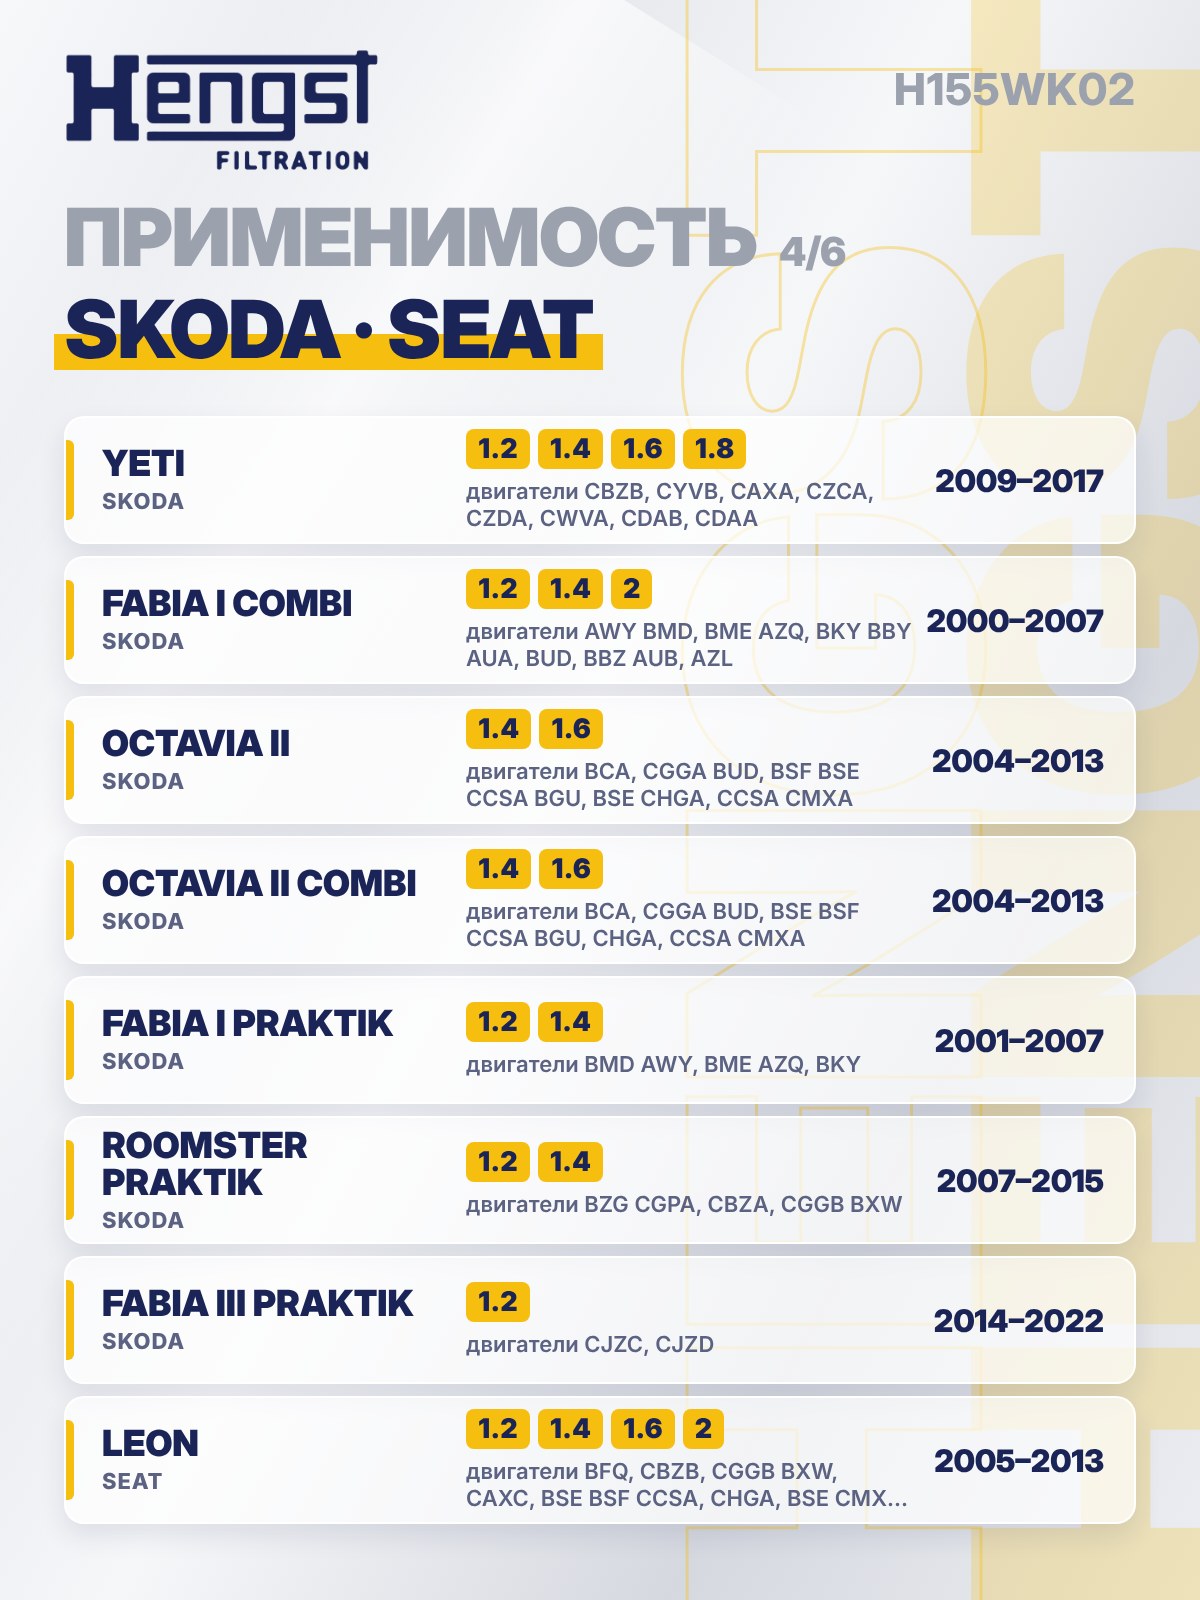 Hengst
FILTRATION
H155WK02
ПРИМЕНИМОСТЬ 4/6
SKODA · SEAT
YETI
SKODA
1.2 1.4 1.6 1.8
двигатели CBZB, CYVB, CAXA, CZCA,
CZDA, CWVA, CDAB, CDAA
2009–2017
FABIA I COMBI
SKODA
1.2 1.4 2
двигатели AWY BMD, BME AZQ, BKY BBY
AUA, BUD, BBZ AUB, AZL
2000–2007
OCTAVIA II
SKODA
1.4 1.6
двигатели BCA, CGGA BUD, BSF BSE
CCSA BGU, BSE CHGA, CCSA CMXA
2004–2013
OCTAVIA II COMBI
SKODA
1.4 1.6
двигатели BCA, CGGA BUD, BSE BSF
CCSA BGU, CHGA, CCSA CMXA
2004–2013
FABIA I PRAKTIK
SKODA
1.2 1.4
двигатели BMD AWY, BME AZQ, BKY
2001–2007
ROOMSTER
PRAKTIK
SKODA
1.2 1.4
двигатели BZG CGPA, CBZA, CGGB BXW
2007–2015
FABIA III PRAKTIK
SKODA
1.2
двигатели CJZC, CJZD
2014–2022
LEON
SEAT
1.2 1.4 1.6 2
двигатели BFQ, CBZB, CGGB BXW,
CAXC, BSE BSF CCSA, CHGA, BSE CMX...
2005–2013
HENGST
HENGST